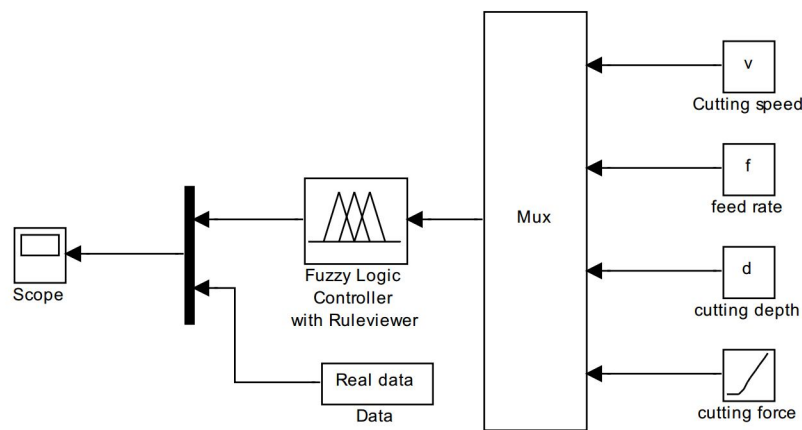 v
Cutting speed
f
feed rate
Mux
Fuzzy Logic
Controller
with Ruleviewer
Scope
d
cutting depth
Real data
Data
cutting force